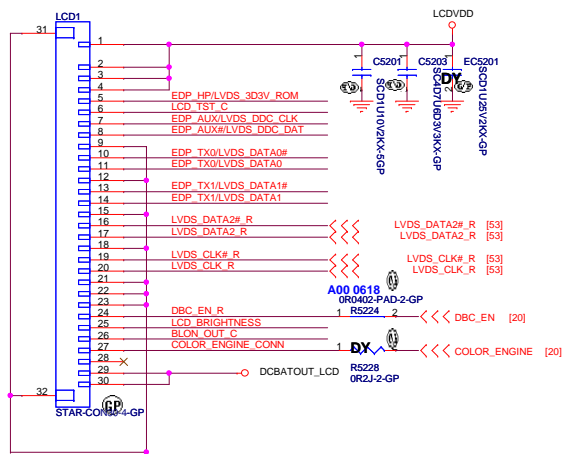 LCD1
LCDVDD
31
1
2
3
4
5 EDP_HP/LVDS_3D3V_ROM
6 LCD_TST_C
7 EDP_AUX/LVDS_DDC_CLK
8 EDP_AUX#/LVDS_DDC_DAT
9
10 EDP_TX0/LVDS_DATA0#
11 EDP_TX0/LVDS_DATA0
12
13 EDP_TX1/LVDS_DATA1#
14 EDP_TX1/LVDS_DATA1
15
16 LVDS_DATA2#_R LVDS_DATA2#_R [53]
17 LVDS_DATA2_R LVDS_DATA2_R [53]
18
19 LVDS_CLK#_R LVDS_CLK#_R [53]
20 LVDS_CLK_R LVDS_CLK_R [53]
21
22
23
24 DBC_EN_R 1 R5224 2 DBC_EN [20]
25 LCD_BRIGHTNESS
26 BLON_OUT_C
27 COLOR_ENGINE_CONN 1 DY 2 COLOR_ENGINE [20]
28
29 DCBATOUT_LCD
30
32
STAR-CON30-4-GP
GP
C5201
SCD1U10V2KX-5GP
C5203
SC4D7U6D3V3KX-GP
EC5201
DY
SCD1U25V2KX-GP
1
1
1
2
A00 0618
0R0402-PAD-2-GP
R5228
0R2J-2-GP